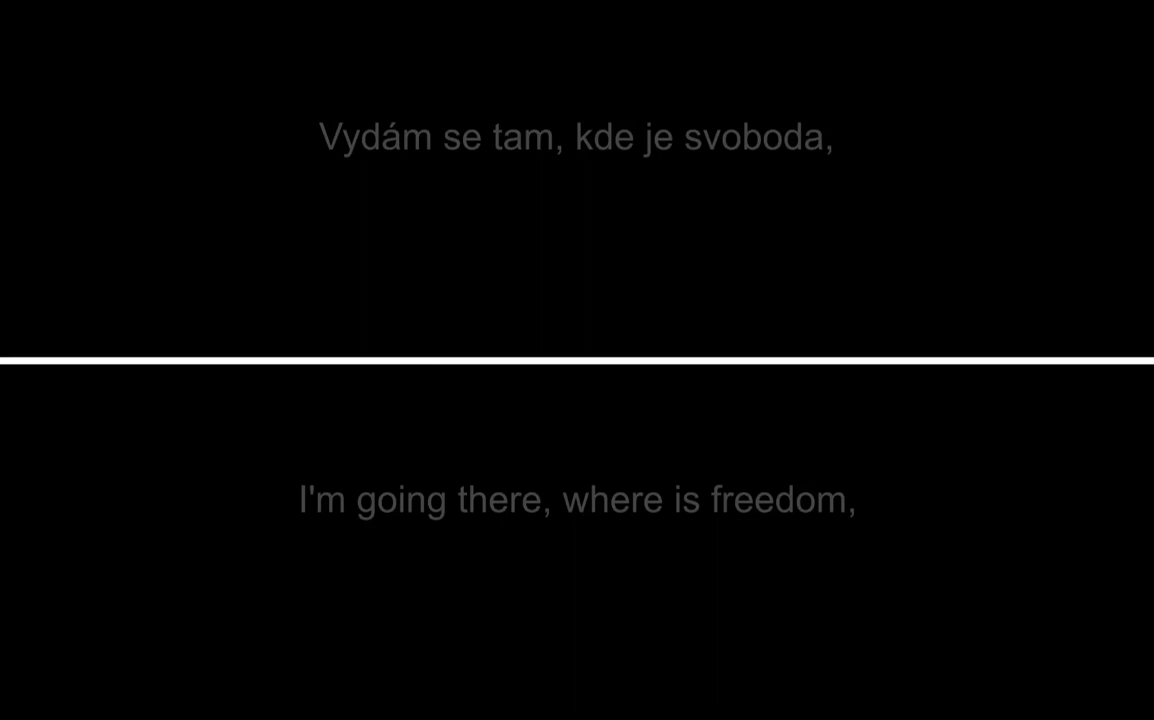 Vydám se tam, kde je svoboda,
I'm going there, where is freedom,